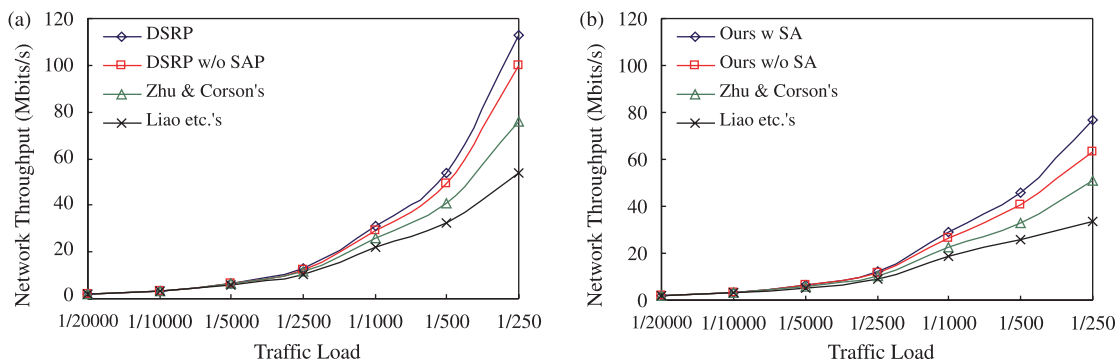 (a)
Network Throughput (Mbits/s)
120
100
80
60
40
20
0
DSRP
DSRP w/o SAP
Zhu & Corson's
Liao etc.'s
1/20000 1/10000 1/5000 1/2500 1/1000 1/500 1/250
Traffic Load
(b)
Network Throughput (Mbits/s)
120
100
80
60
40
20
0
Ours w SA
Ours w/o SA
Zhu & Corson's
Liao etc.'s
1/20000 1/10000 1/5000 1/2500 1/1000 1/500 1/250
Traffic Load